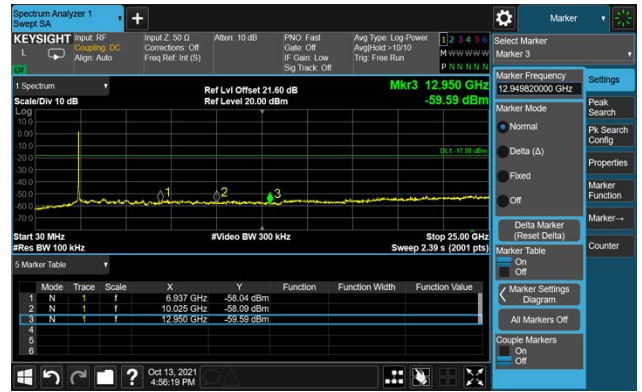 Spectrum Analyzer 1
Swept SA
Marker
KEYSIGHT Input: RF Input Z: 50 Ω Atten: 10 dB PNO: Fast Avg Type: Log-Power 1 2 3 4 5 6
L Coupling: DC Corrections: Off Gate: Off Avg|Hold:>10/10 M W W W W W
Align: Auto Freq Ref: Int (S) IF Gain: Low Trig: Free Run
Sig Track: Off P N N N N N
Select Marker
Marker 3
1 Spectrum Ref Lvl Offset 21.60 dB Mkr3 12.950 GHz
Scale/Div 10 dB Ref Level 20.00 dBm -59.59 dBm
Log
10.0
0.00
-10.0
-20.0
-30.0
-40.0
-50.0
-60.0
-70.0
DL1 -17.98 dBm
1
2
3
Start 30 MHz #Video BW 300 kHz Stop 25.00 GHz
#Res BW 100 kHz Sweep 2.39 s (2001 pts)
5 Marker Table
Mode Trace Scale X Y Function Function Width Function Value
1 N 1 f 6.937 GHz -58.04 dBm
2 N 1 f 10.025 GHz -58.09 dBm
3 N 1 f 12.950 GHz -59.59 dBm
4
5
6
Marker Frequency
12.949820000 GHz
Marker Mode
Normal
Delta (Δ)
Fixed
Off
Delta Marker
(Reset Delta)
Marker Table
On
Off
Marker Settings
Diagram
All Markers Off
Couple Markers
On
Off
Settings
Peak
Search
Pk Search
Config
Properties
Marker
Function
Marker→
Counter
? Oct 13, 2021
4:56:19 PM